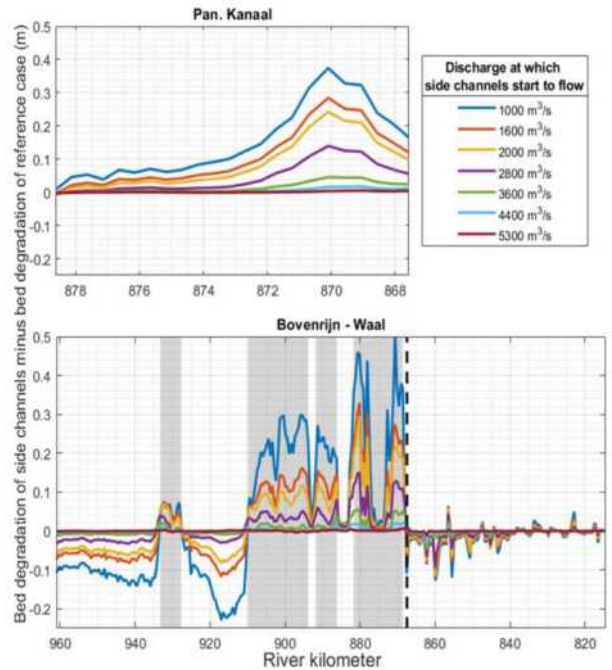 Pan. Kanaal
0.5
0.4
0.3
0.2
0.1
0
-0.1
-0.2
878 876 874 872 870 868
Discharge at which
side channels start to flow
1000 m³/s
1600 m³/s
2000 m³/s
2800 m³/s
3600 m³/s
4400 m³/s
5300 m³/s
Bed degradation of side channels minus bed degradation of reference case (m)
Bovenrijn - Waal
0.5
0.4
0.3
0.2
0.1
0
-0.1
-0.2
960 940 920 900 880 860 840 820
River kilometer